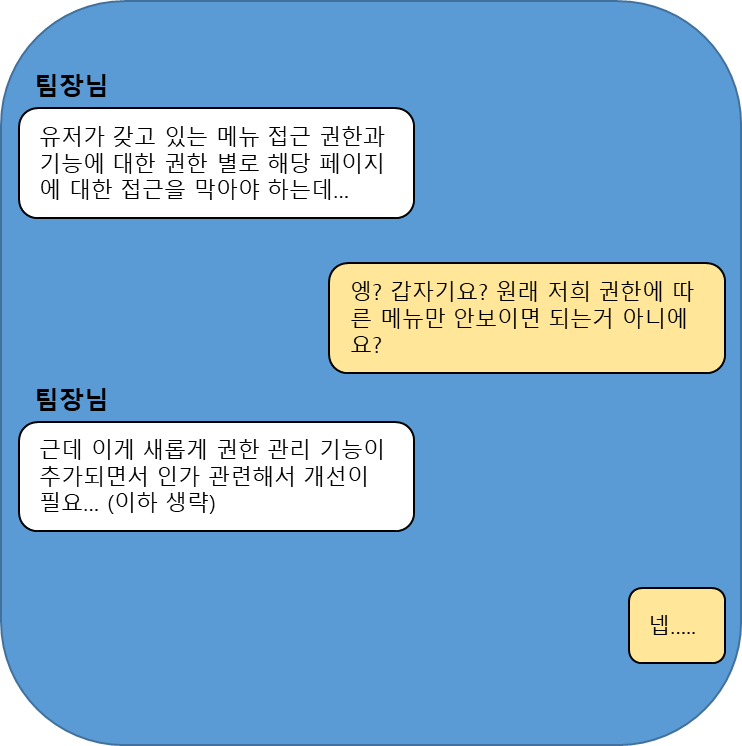 팀장님
유저가 갖고 있는 메뉴 접근 권한과
기능에 대한 권한 별로 해당 페이지
에 대한 접근을 막아야 하는데...
엥? 갑자기요? 원래 저희 권한에 따
른 메뉴만 안보이면 되는거 아니에
요?
팀장님
근데 이게 새롭게 권한 관리 기능이
추가되면서 인가 관련해서 개선이
필요... (이하 생략)
넵.....